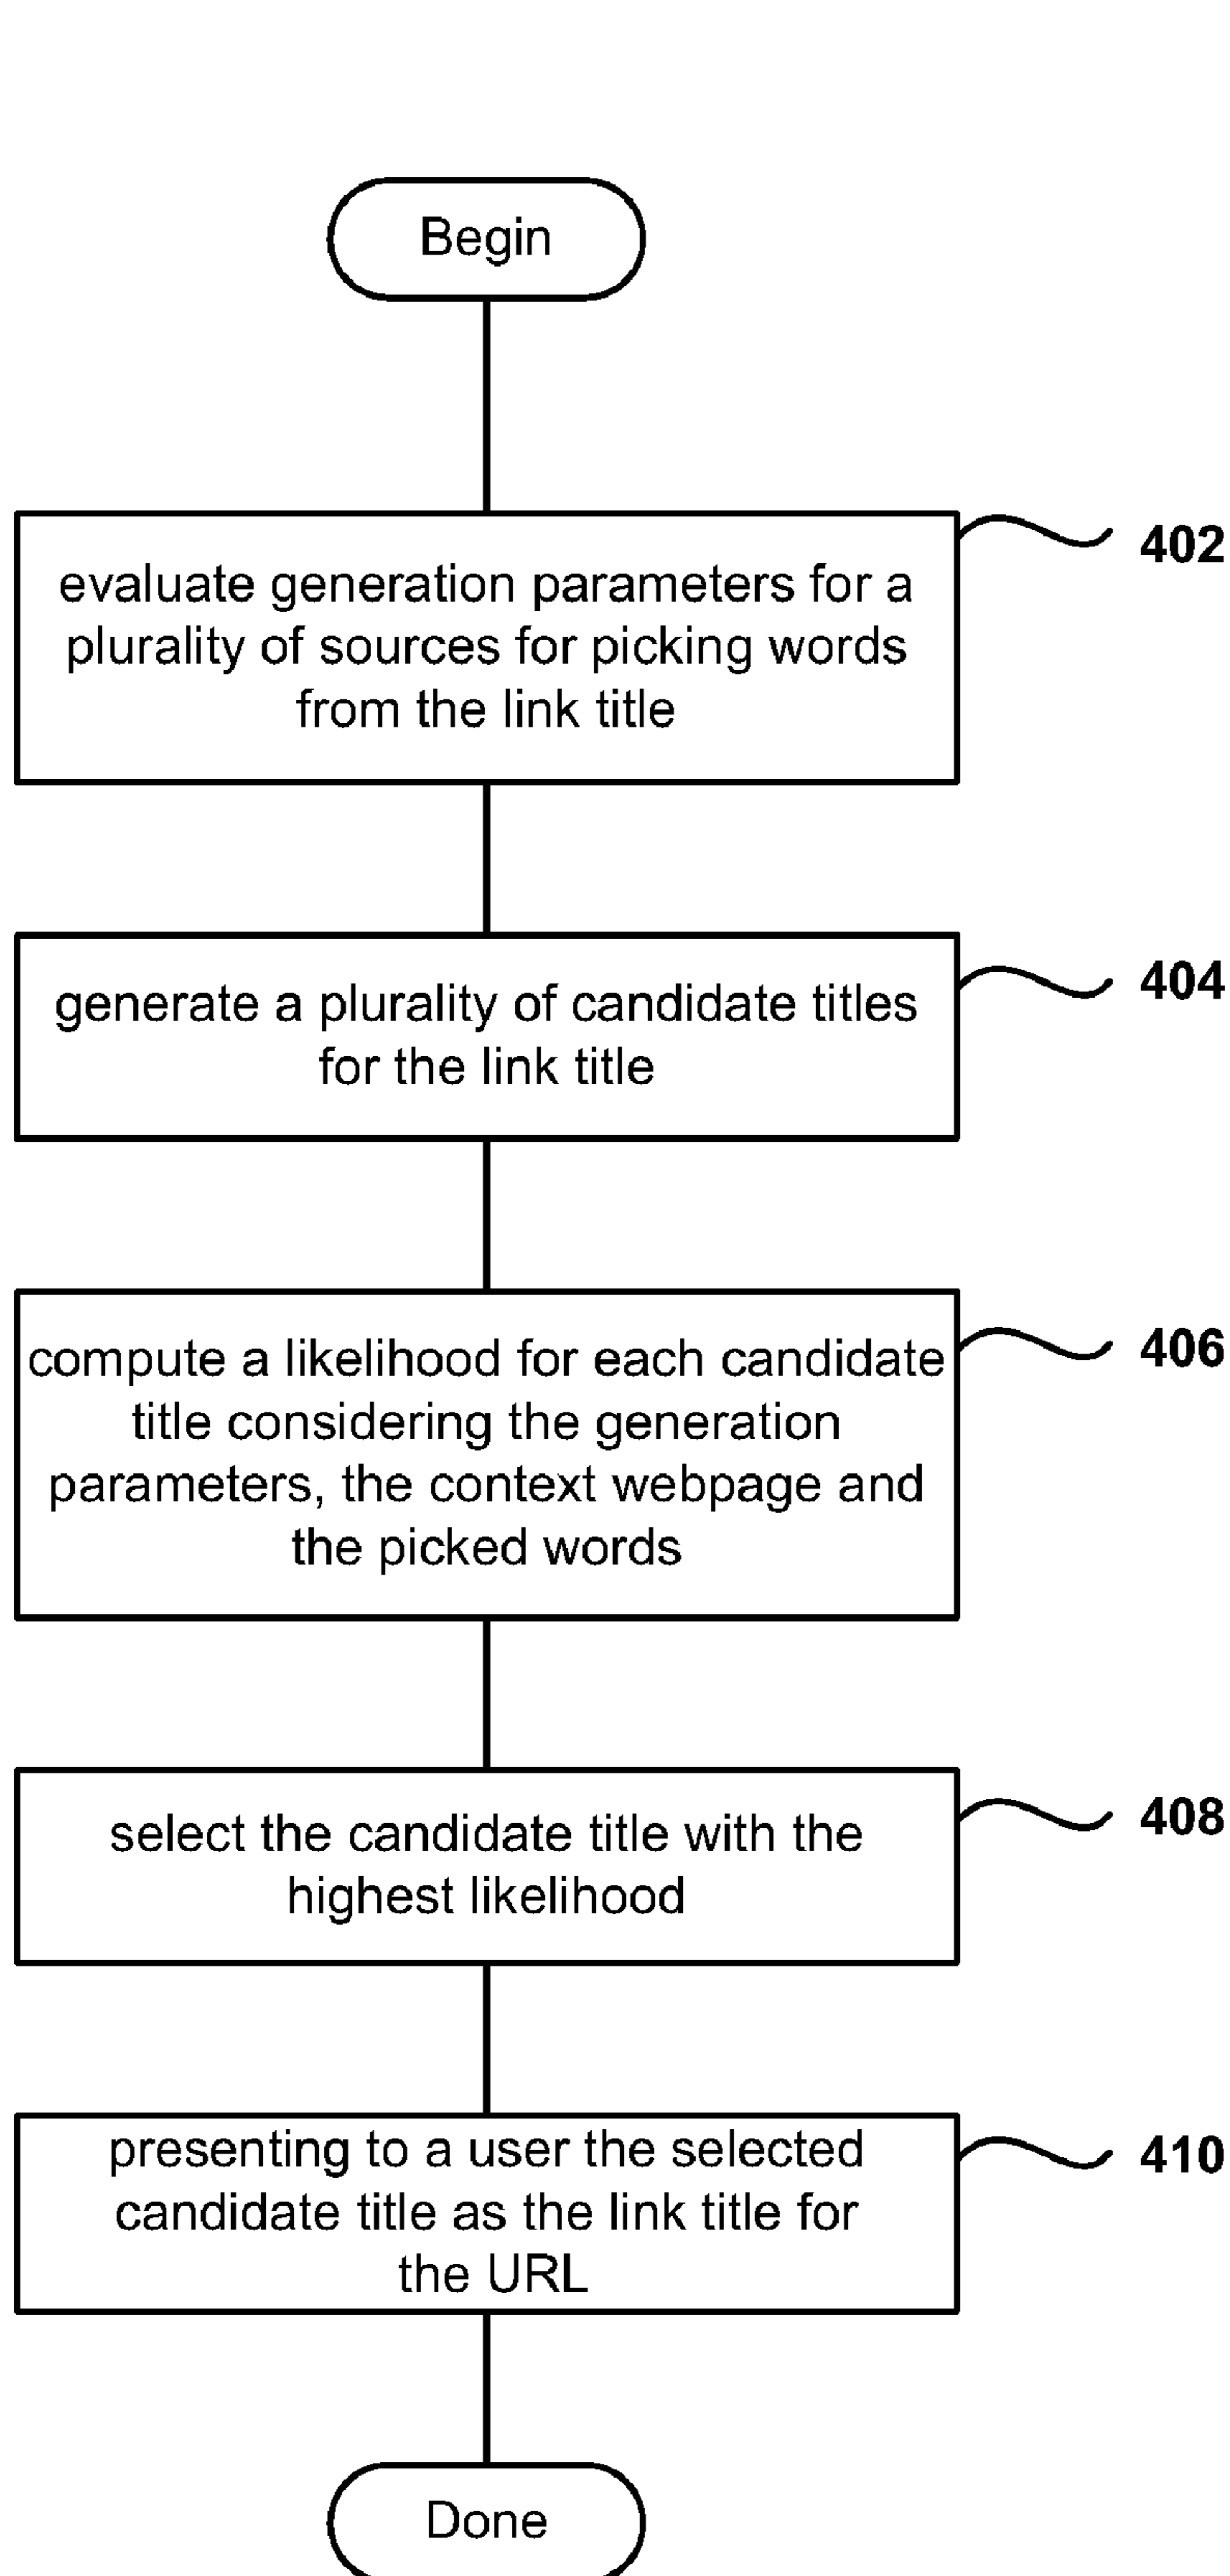 Begin
evaluate generation parameters for a
plurality of sources for picking words
from the link title
402
generate a plurality of candidate titles
for the link title
404
compute a likelihood for each candidate
title considering the generation
parameters, the context webpage and
the picked words
406
select the candidate title with the
highest likelihood
408
presenting to a user the selected
candidate title as the link title for
the URL
410
Done